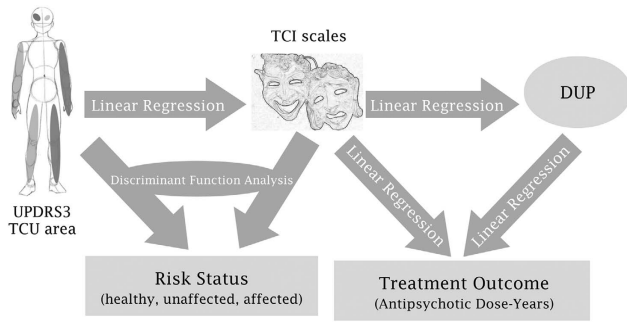 TCI scales
Linear Regression
Linear Regression
DUP
Discriminant Function Analysis
Linear Regression
Linear Regression
UPDRS3
TCU area
Risk Status
(healthy, unaffected, affected)
Treatment Outcome
(Antipsychotic Dose-Years)